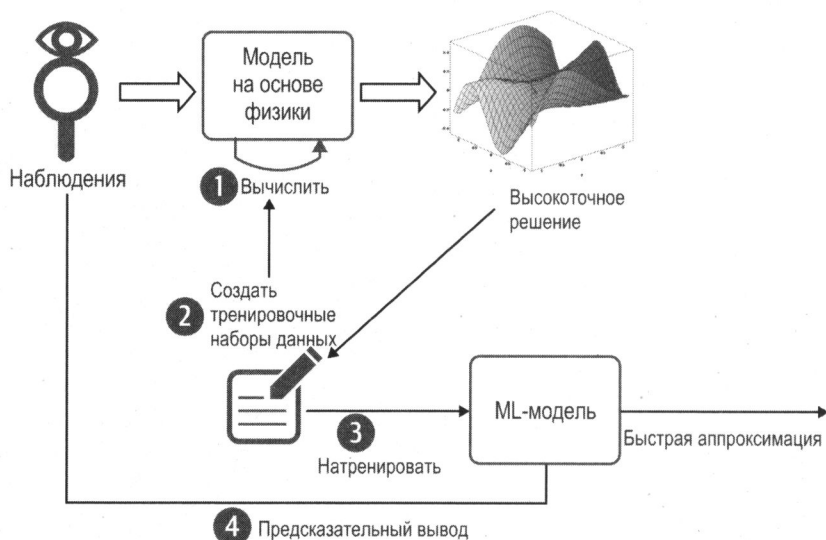 Модель
на основе
физики
Наблюдения
1 Вычислить
Высокоточное
решение
2 Создать
тренировочные
наборы данных
ML-модель
3
Натренировать
Быстрая аппроксимация
4 Предсказательный вывод